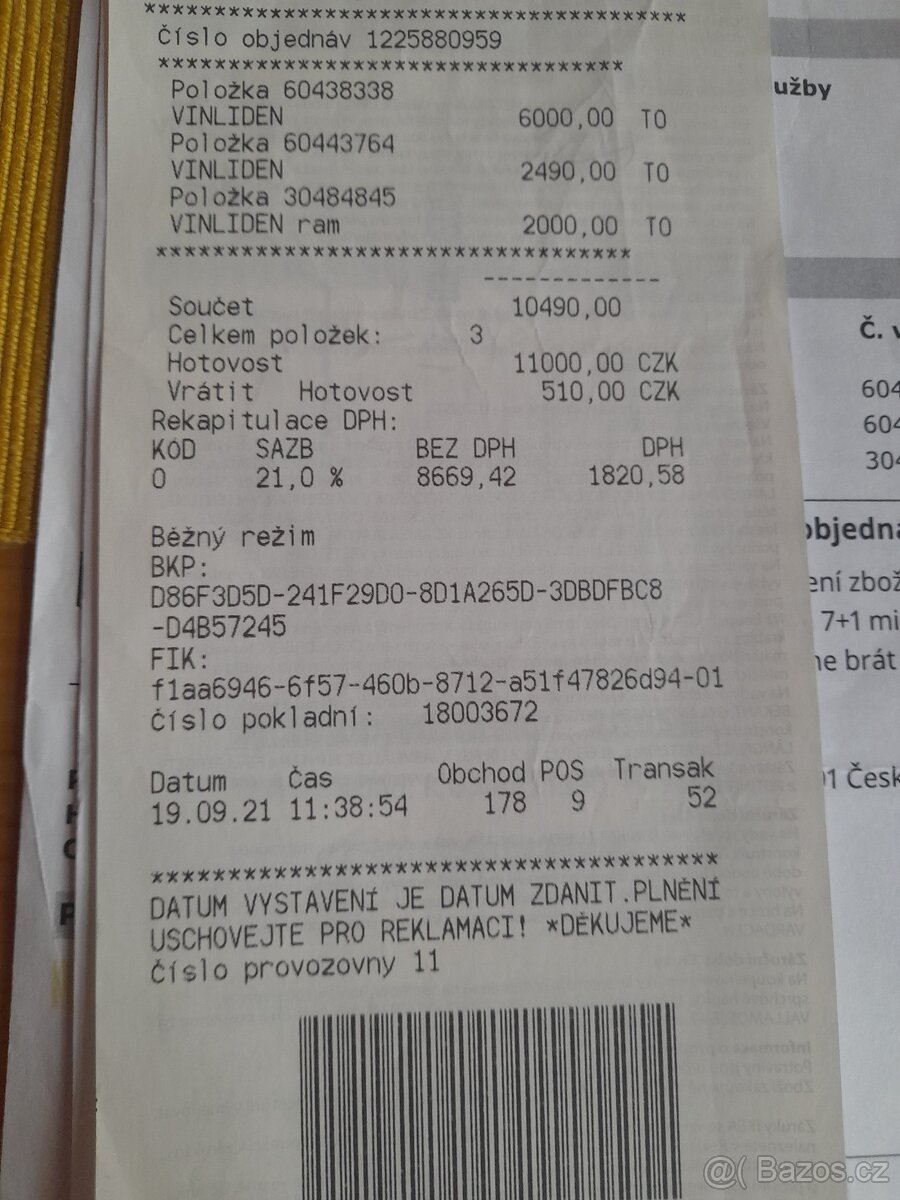 ***************************************
Číslo objednáv 1225880959
**********************************
Položka 60438338
VINLIDEN 6000,00 TO
Položka 60443764
VINLIDEN 2490,00 TO
Položka 30484845
VINLIDEN ram 2000,00 TO
**********************************
-------------
Součet 10490,00
Celkem položek: 3
Hotovost 11000,00 CZK
Vrátit Hotovost 510,00 CZK
Rekapitulace DPH:
KÓD SAZB BEZ DPH DPH
0 21,0 % 8669,42 1820,58
Běžný režim
BKP:
D86F3D5D-241F29D0-8D1A265D-3DBDFBC8
-D4B57245
FIK:
f1aa6946-6f57-460b-8712-a51f47826d94-01
Číslo pokladní: 18003672
Datum Čas Obchod POS Transak
19.09.21 11:38:54 178 9 52
***************************************
DATUM VYSTAVENÍ JE DATUM ZDANIT.PLNĚNÍ
USCHOVEJTE PRO REKLAMACI! *DĚKUJEME*
Číslo provozovny 11
užby
Č. v
604
604
304
objedná
ení zbož
7+1 mi
ne brát
01 Česk
Bazos.cz